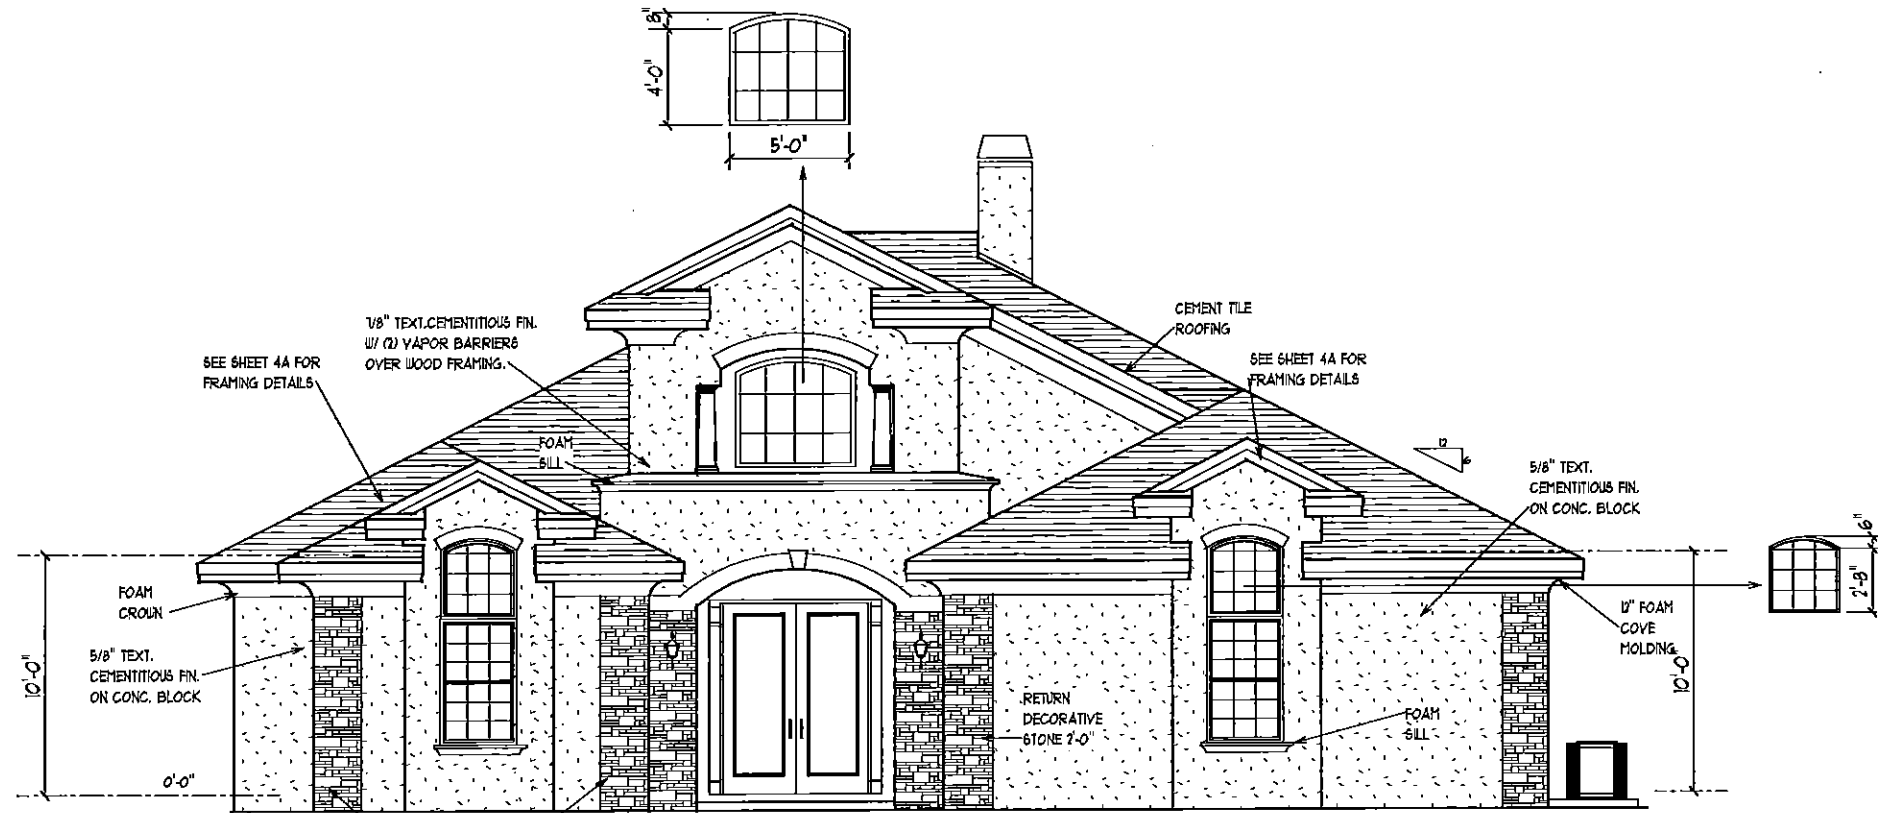 8"
4'-0"
5'-0"
7/8" TEXT.CEMENTITIOUS FIN.
W/ (2) VAPOR BARRIERS
OVER WOOD FRAMING.
CEMENT TILE
ROOFING
SEE SHEET 4A FOR
FRAMING DETAILS
SEE SHEET 4A FOR
FRAMING DETAILS
FOAM
SILL
12
6
5/8" TEXT.
CEMENTITIOUS FIN.
ON CONC. BLOCK
6"
2'-8"
FOAM
CROWN
12" FOAM
COVE
MOLDING
5/8" TEXT.
CEMENTITIOUS FIN.
ON CONC. BLOCK
10'-0"
10'-0"
RETURN
DECORATIVE
STONE 2'-0"
FOAM
SILL
0'-0"